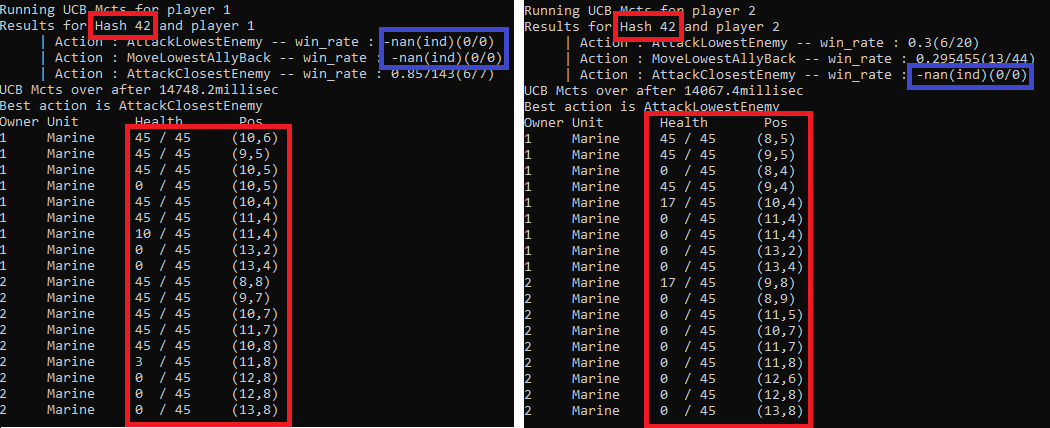 Running UCB Mcts for player 1
Results for Hash 42 and player 1
| Action : AttackLowestEnemy -- win_rate : -nan(ind)(0/0)
| Action : MoveLowestAllyBack -- win_rate : -nan(ind)(0/0)
| Action : AttackClosestEnemy -- win_rate : 0.857143(6/7)
UCB Mcts over after 14748.2millisec
Best action is AttackClosestEnemy
Owner Unit Health Pos
1 Marine 45 / 45 (10,6)
1 Marine 45 / 45 (9,5)
1 Marine 45 / 45 (10,5)
1 Marine 0 / 45 (10,5)
1 Marine 45 / 45 (10,4)
1 Marine 45 / 45 (11,4)
1 Marine 10 / 45 (11,4)
1 Marine 0 / 45 (13,2)
1 Marine 0 / 45 (13,4)
2 Marine 45 / 45 (8,8)
2 Marine 45 / 45 (9,7)
2 Marine 45 / 45 (10,7)
2 Marine 45 / 45 (11,7)
2 Marine 45 / 45 (10,8)
2 Marine 3 / 45 (11,8)
2 Marine 0 / 45 (12,8)
2 Marine 0 / 45 (12,8)
2 Marine 0 / 45 (13,8)
Running UCB Mcts for player 2
Results for Hash 42 and player 2
| Action : AttackLowestEnemy -- win_rate : 0.3(6/20)
| Action : MoveLowestAllyBack -- win_rate : 0.295455(13/44)
| Action : AttackClosestEnemy -- win_rate : -nan(ind)(0/0)
UCB Mcts over after 14067.4millisec
Best action is AttackLowestEnemy
Owner Unit Health Pos
1 Marine 45 / 45 (8,5)
1 Marine 45 / 45 (9,5)
1 Marine 0 / 45 (8,4)
1 Marine 45 / 45 (9,4)
1 Marine 17 / 45 (10,4)
1 Marine 0 / 45 (11,4)
1 Marine 0 / 45 (11,4)
1 Marine 0 / 45 (13,2)
1 Marine 0 / 45 (13,4)
2 Marine 17 / 45 (9,8)
2 Marine 0 / 45 (8,9)
2 Marine 0 / 45 (11,5)
2 Marine 0 / 45 (10,7)
2 Marine 45 / 45 (11,7)
2 Marine 0 / 45 (11,8)
2 Marine 0 / 45 (12,6)
2 Marine 0 / 45 (12,8)
2 Marine 0 / 45 (13,8)